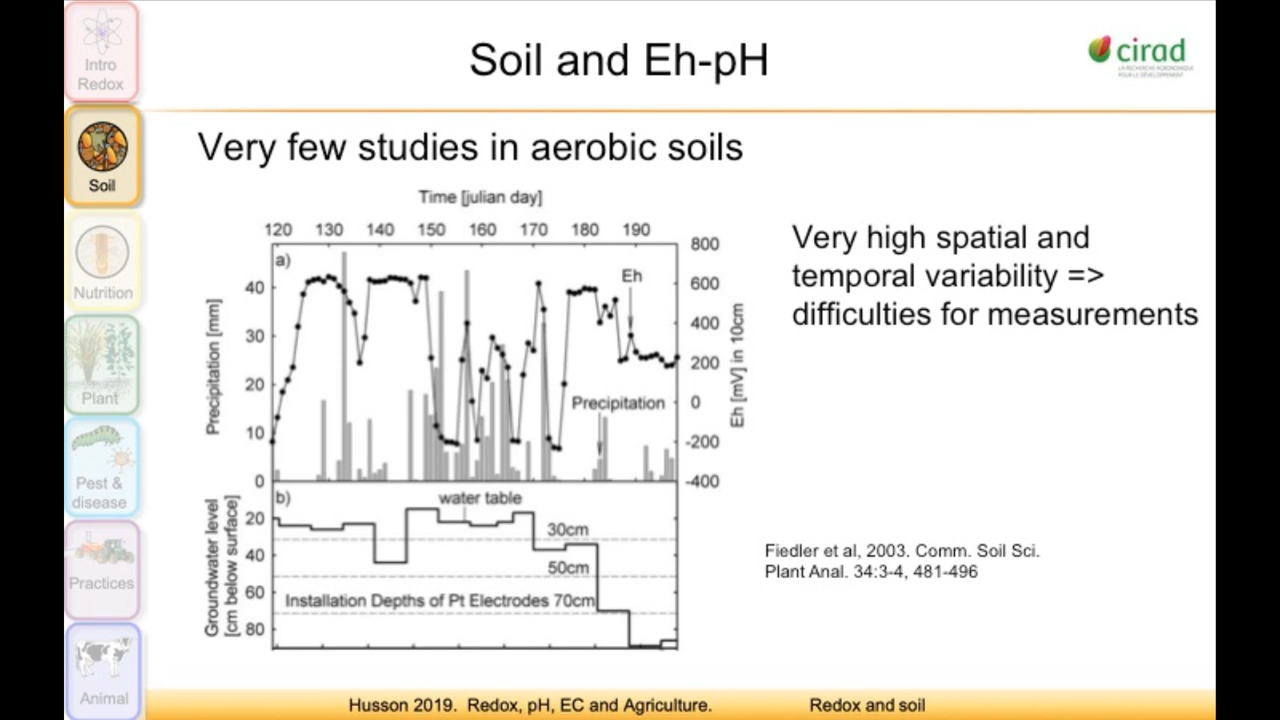 Soil and Eh-pH
cirad
LA RECHERCHE AGRONOMIQUE
POUR LE DÉVELOPPEMENT
Intro
Redox
Soil
Nutrition
Plant
Pest &
disease
Practices
Animal
Very few studies in aerobic soils
Time [julian day]
120 130 140 150 160 170 180 190
a)
Eh
Precipitation
Precipitation [mm]
40
30
20
10
0
800
600
400
200
0
-200
-400
Eh [mV] in 10cm
b)
water table
30cm
50cm
Installation Depths of Pt Electrodes 70cm
Groundwater level
[cm below surface]
20
40
60
80
Very high spatial and
temporal variability =>
difficulties for measurements
Fiedler et al, 2003. Comm. Soil Sci.
Plant Anal. 34:3-4, 481-496
Husson 2019. Redox, pH, EC and Agriculture.
Redox and soil